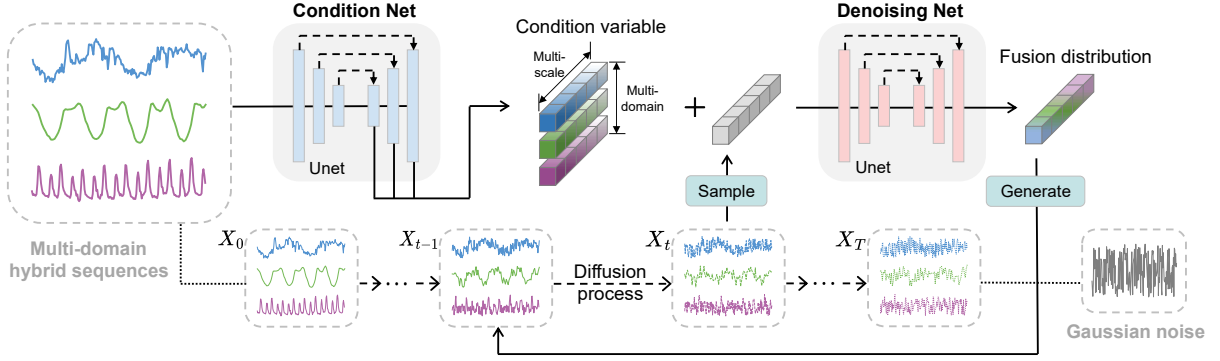 Condition Net
Unet
Condition variable
Multi-
scale
Multi-
domain
+
Denoising Net
Unet
Fusion distribution
Sample
Generate
Multi-domain
hybrid sequences
X0
Xt−1
Diffusion
process
Xt
XT
Gaussian noise